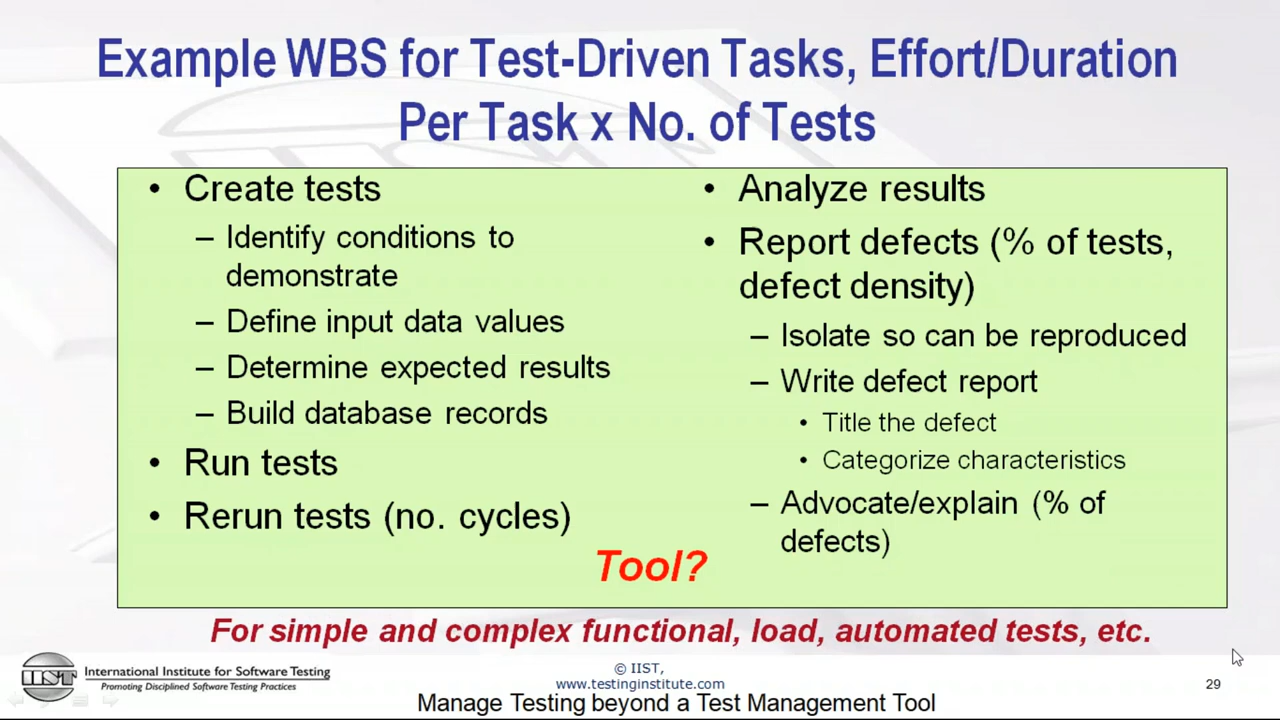 Example WBS for Test-Driven Tasks, Effort/Duration
Per Task x No. of Tests
• Create tests
– Identify conditions to
demonstrate
– Define input data values
– Determine expected results
– Build database records
• Run tests
• Rerun tests (no. cycles)
• Analyze results
• Report defects (% of tests,
defect density)
– Isolate so can be reproduced
– Write defect report
• Title the defect
• Categorize characteristics
– Advocate/explain (% of
defects)
Tool?
For simple and complex functional, load, automated tests, etc.
IIST
International Institute for Software Testing
Promoting Disciplined Software Testing Practices
© IIST,
www.testinginstitute.com
29
Manage Testing beyond a Test Management Tool